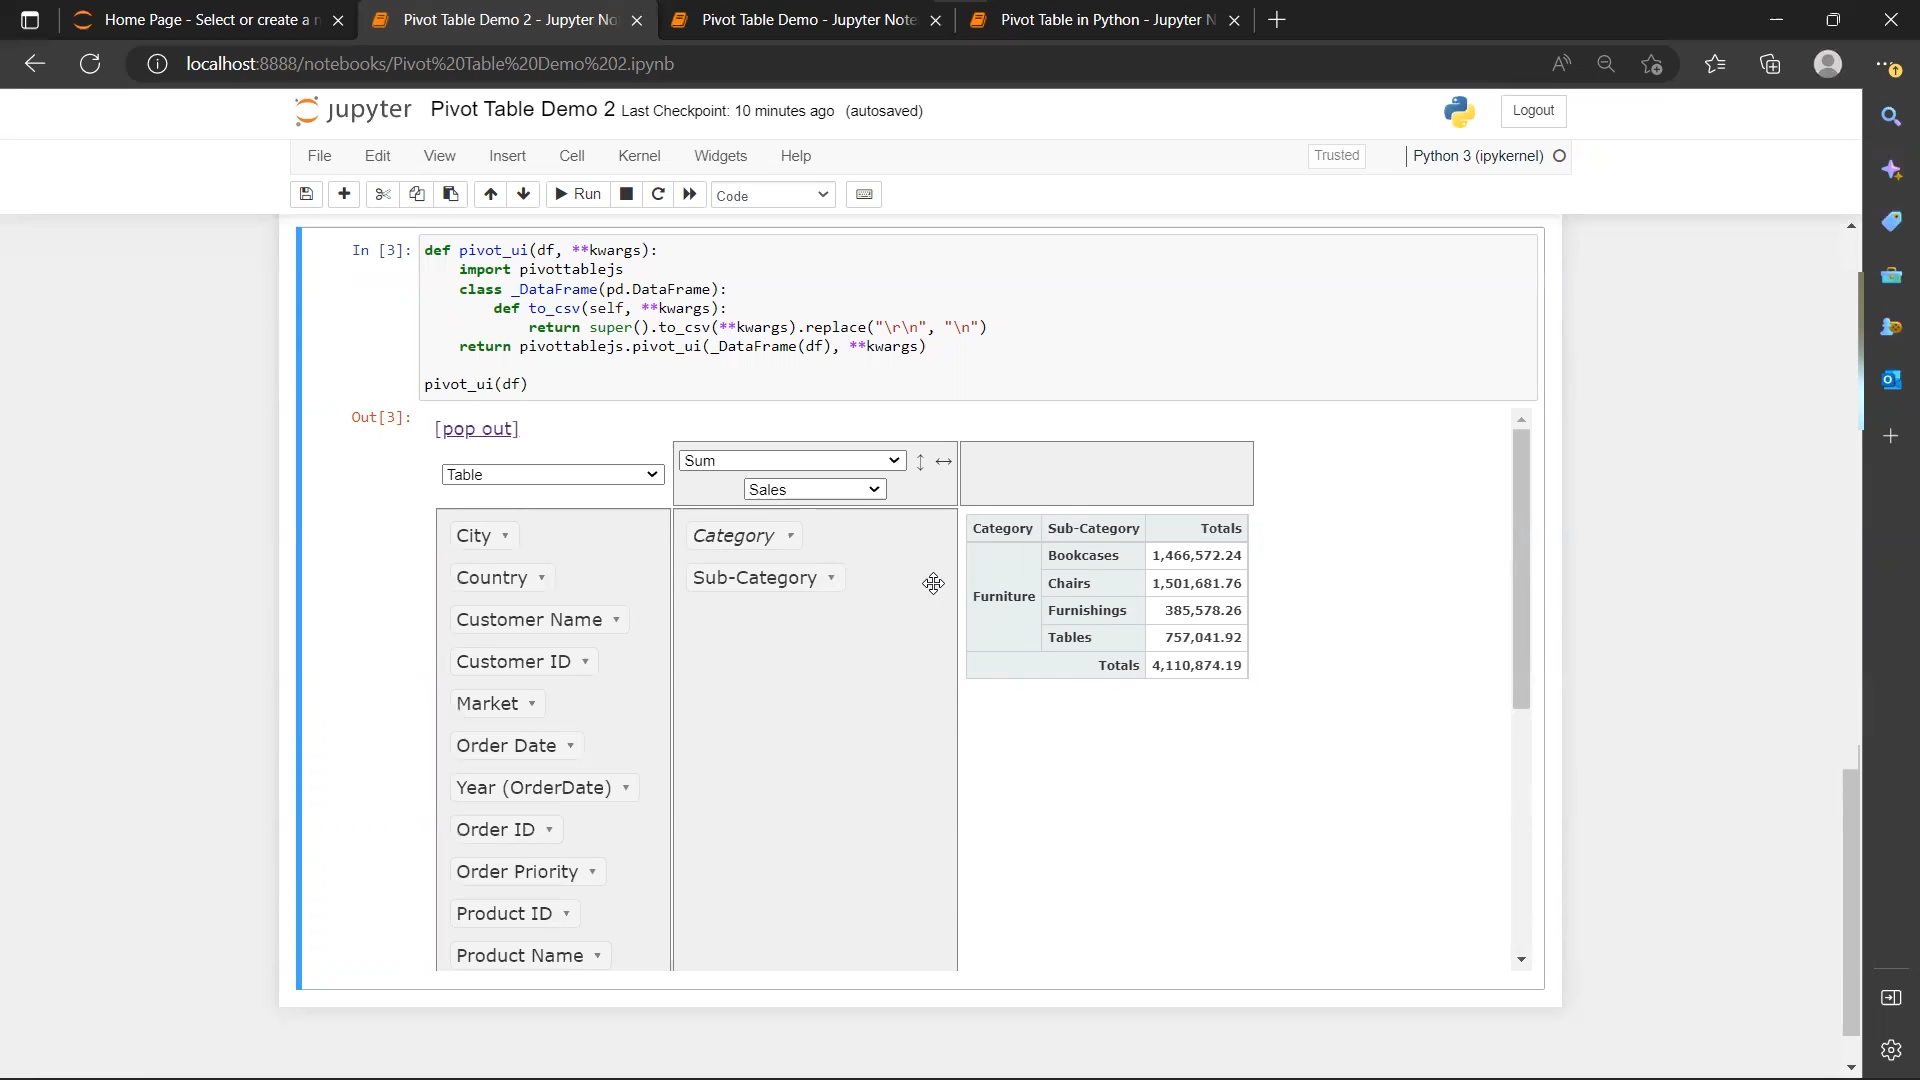 Home Page - Select or create a n
Pivot Table Demo 2 - Jupyter No
Pivot Table Demo - Jupyter Note
Pivot Table in Python - Jupyter N
localhost:8888/notebooks/Pivot%20Table%20Demo%202.ipynb
jupyter Pivot Table Demo 2 Last Checkpoint: 10 minutes ago (autosaved)
Logout
File Edit View Insert Cell Kernel Widgets Help
Trusted
Python 3 (ipykernel)
Run
Code
In [3]:
def pivot_ui(df, **kwargs):
    import pivottablejs
    class _DataFrame(pd.DataFrame):
        def to_csv(self, **kwargs):
            return super().to_csv(**kwargs).replace("\r\n", "\n")
    return pivottablejs.pivot_ui(_DataFrame(df), **kwargs)
pivot_ui(df)
Out[3]:
[pop out]
Table
Sum
Sales
City
Country
Customer Name
Customer ID
Market
Order Date
Year (OrderDate)
Order ID
Order Priority
Product ID
Product Name
Category
Sub-Category
Category Sub-Category Totals
Furniture
Bookcases 1,466,572.24
Chairs 1,501,681.76
Furnishings 385,578.26
Tables 757,041.92
Totals 4,110,874.19